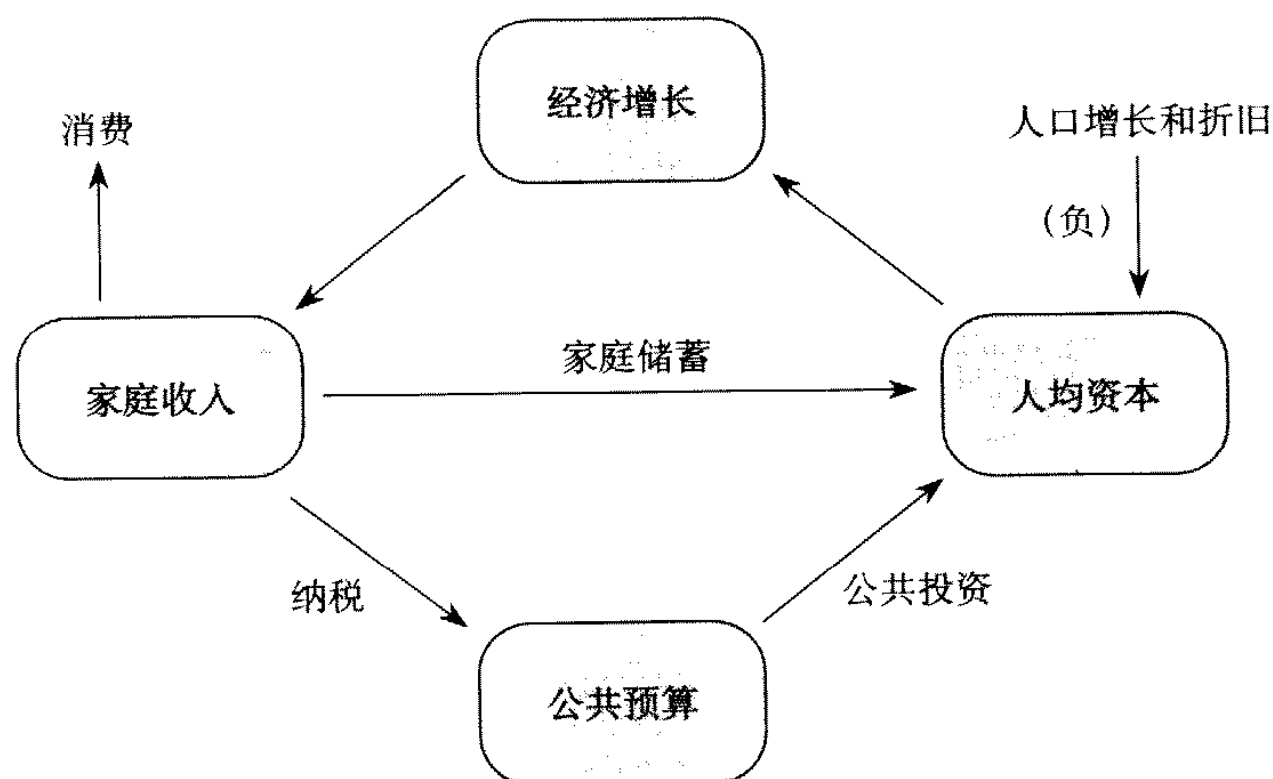 经济增长
消费
人口增长和折旧
（负）
家庭储蓄
家庭收入
人均资本
纳税
公共投资
公共预算